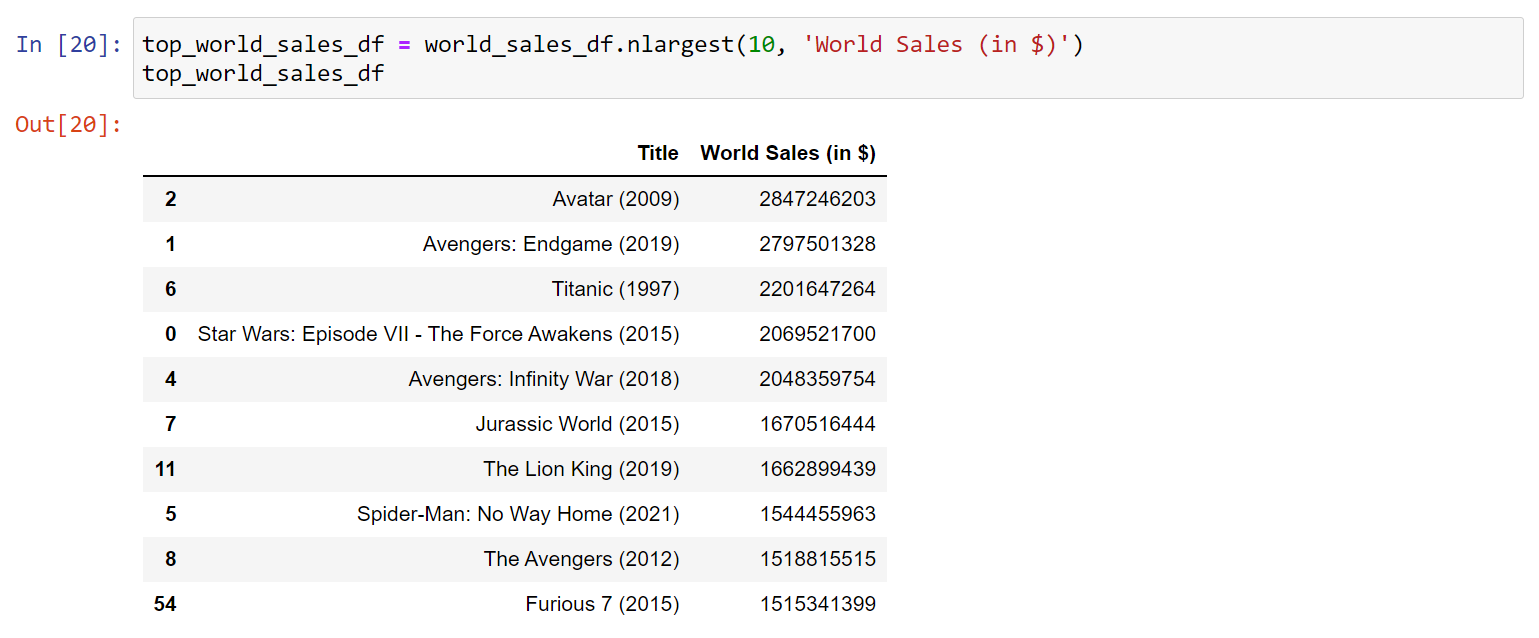 In [20]: top_world_sales_df = world_sales_df.nlargest(10, 'World Sales (in $)')
top_world_sales_df
Out[20]:
Title World Sales (in $)
2 Avatar (2009) 2847246203
1 Avengers: Endgame (2019) 2797501328
6 Titanic (1997) 2201647264
0 Star Wars: Episode VII - The Force Awakens (2015) 2069521700
4 Avengers: Infinity War (2018) 2048359754
7 Jurassic World (2015) 1670516444
11 The Lion King (2019) 1662899439
5 Spider-Man: No Way Home (2021) 1544455963
8 The Avengers (2012) 1518815515
54 Furious 7 (2015) 1515341399